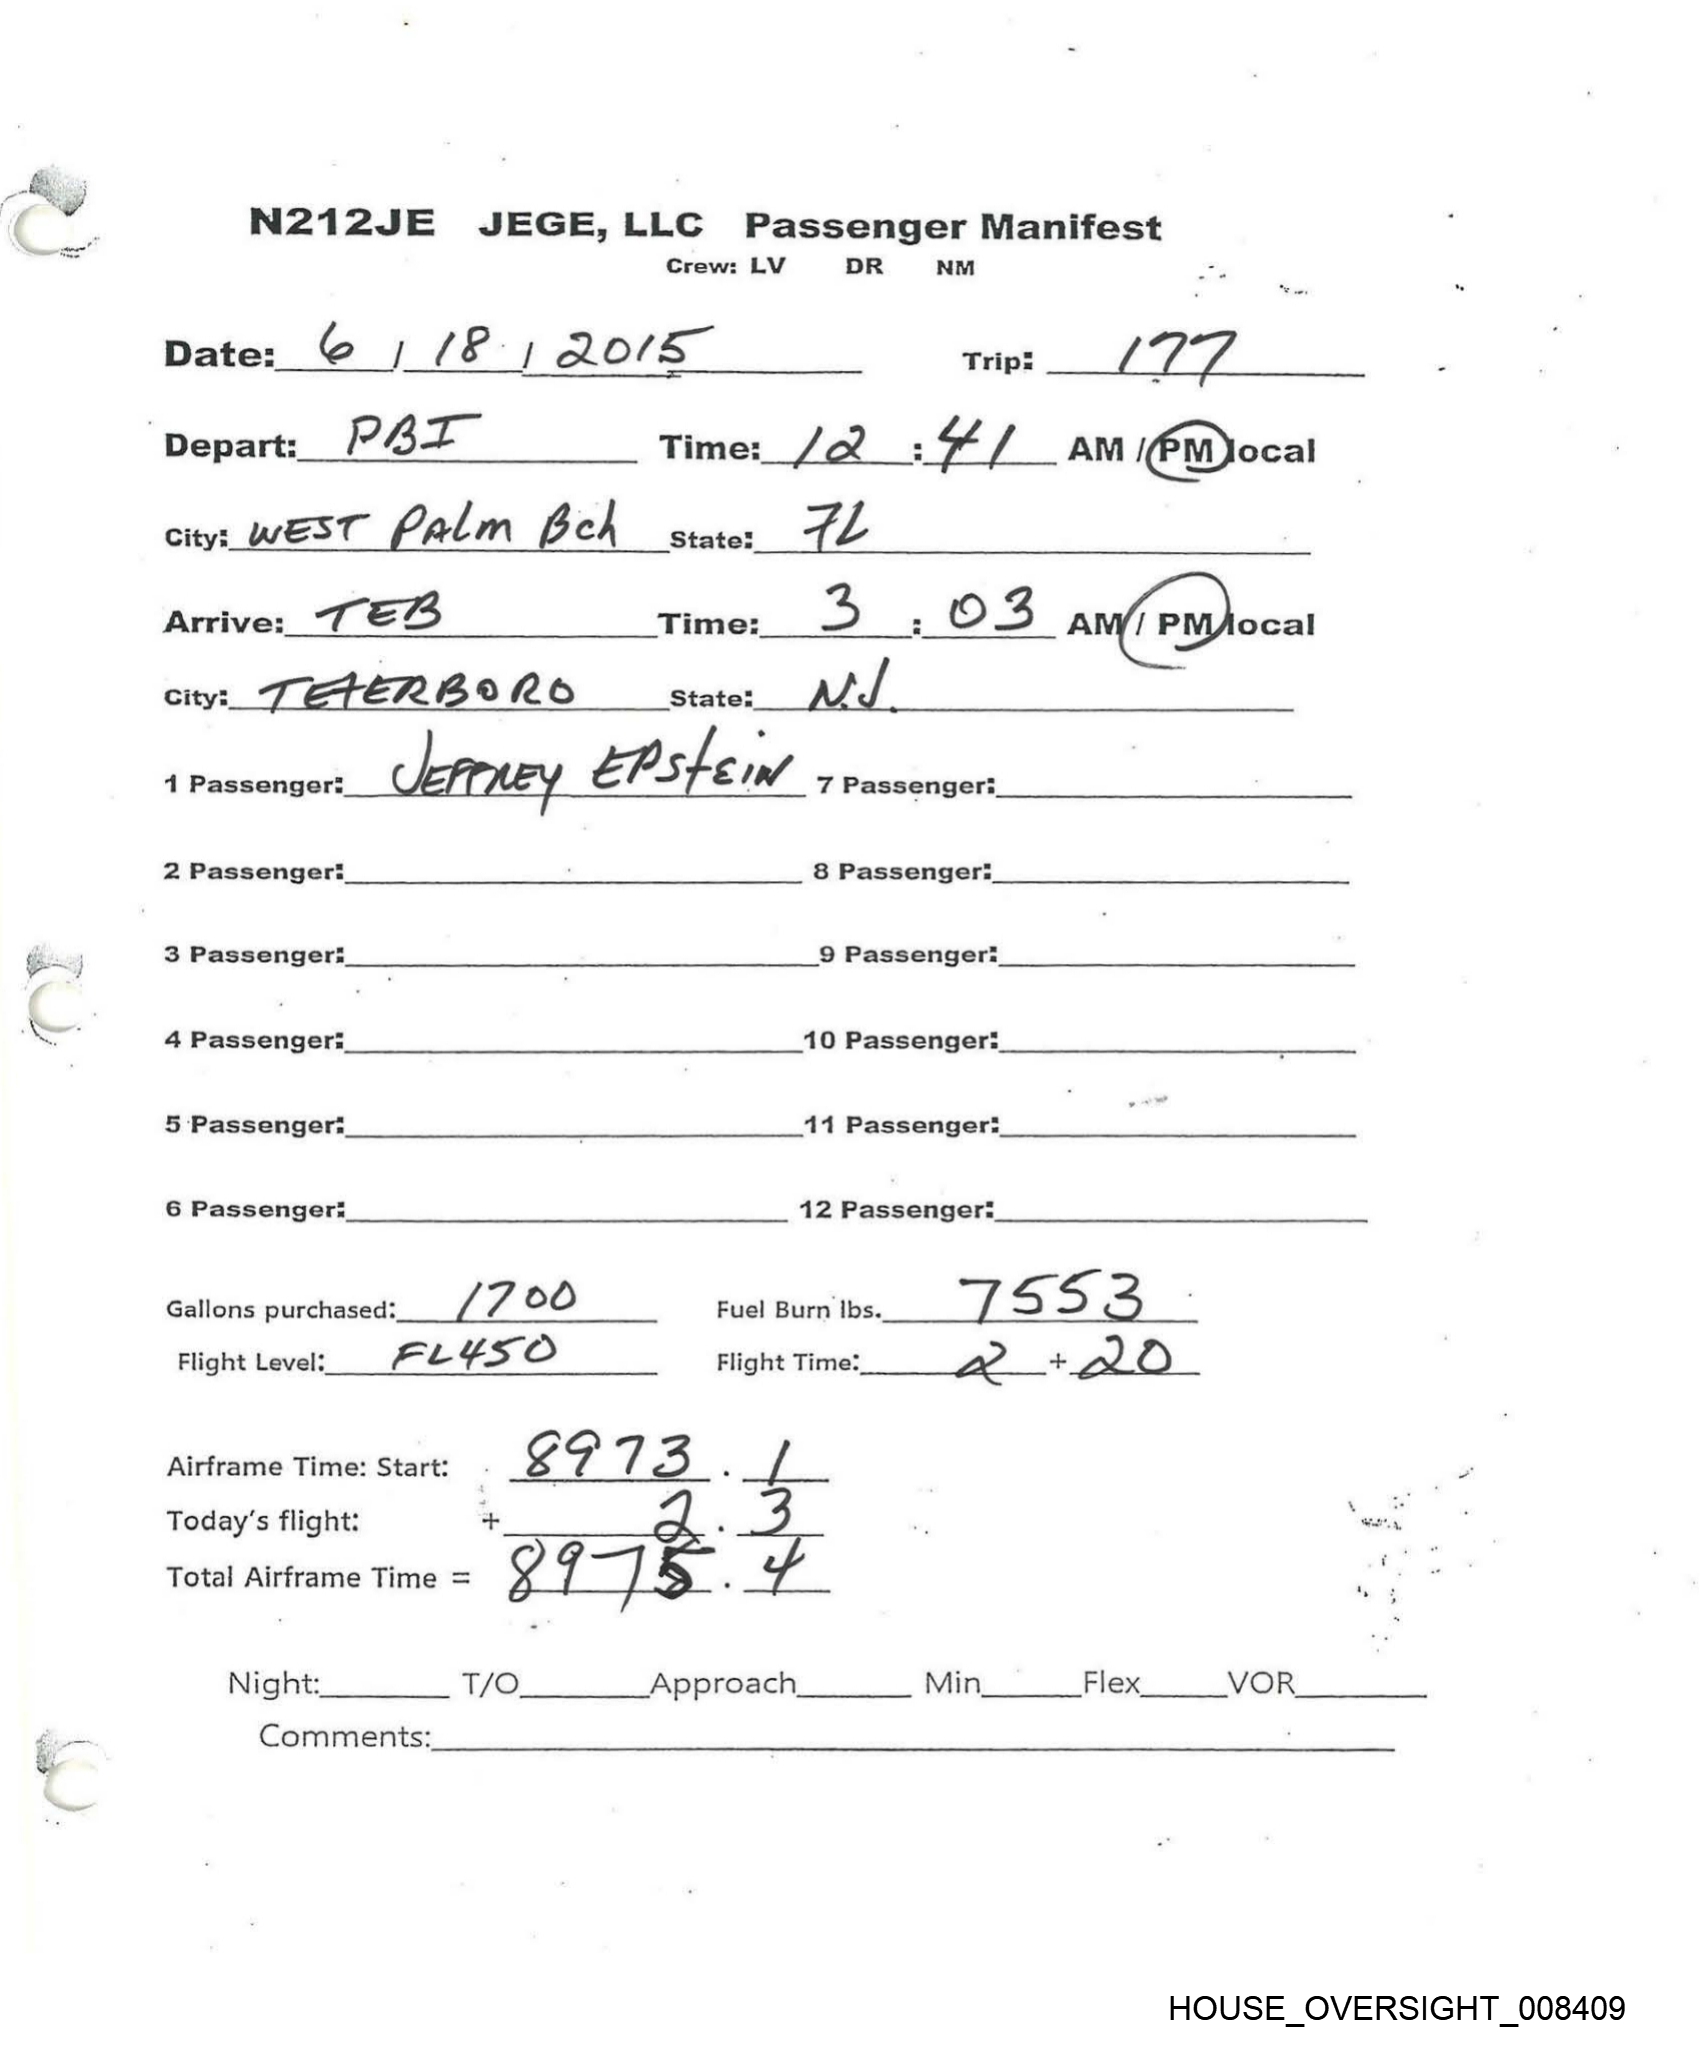 N212JE JEGE, LLC Passenger Manifest
Crew: LV DR NM
Date: 6 / 18 / 2015 Trip: 177
Depart: PBI Time: 12 : 41 AM / PM local
City: WEST PAlm Bch State: FL
Arrive: TEB Time: 3 : 03 AM / PM local
City: TETERBORO State: N.J.
1 Passenger: JEFFREY EPStEIN 7 Passenger:
2 Passenger: 8 Passenger:
3 Passenger: 9 Passenger:
4 Passenger: 10 Passenger:
5 Passenger: 11 Passenger:
6 Passenger: 12 Passenger:
Gallons purchased: 1700 Fuel Burn lbs. 7553
Flight Level: FL450 Flight Time: 2 + 20
Airframe Time: Start: 8973 . 1
Today's flight: + 2 . 3
Total Airframe Time = 8975 . 4
Night: T/O Approach Min Flex VOR
Comments:
HOUSE_OVERSIGHT_008409